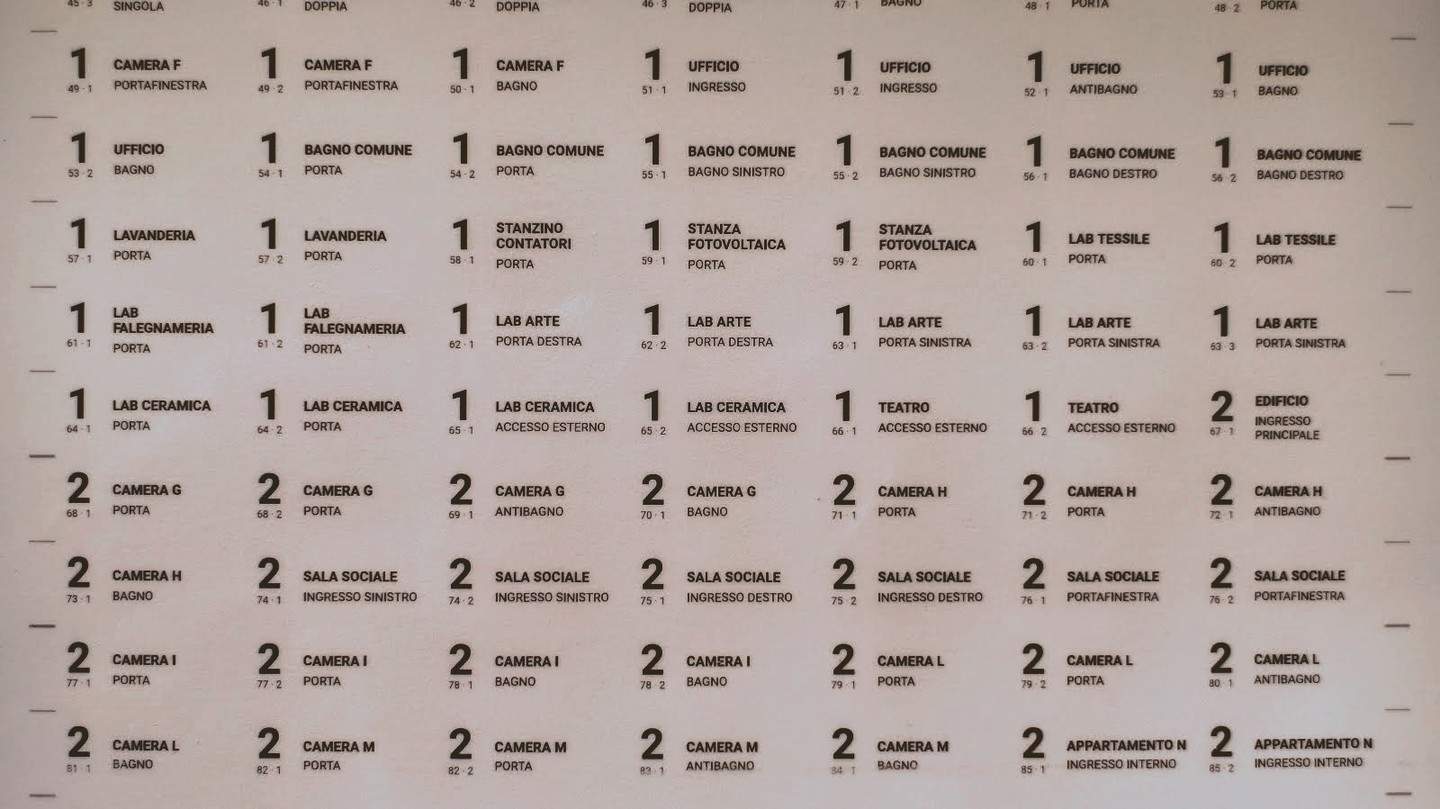 45 · 3 SINGOLA 46 · 1 DOPPIA 46 · 2 DOPPIA 46 · 3 DOPPIA 47 · 1 BAGNO 48 · 1 PORTA 48 · 2 PORTA
1 CAMERA F 1 CAMERA F 1 CAMERA F 1 UFFICIO 1 UFFICIO 1 UFFICIO 1 UFFICIO
49 · 1 PORTAFINESTRA 49 · 2 PORTAFINESTRA 50 · 1 BAGNO 51 · 1 INGRESSO 51 · 2 INGRESSO 52 · 1 ANTIBAGNO 53 · 1 BAGNO
1 UFFICIO 1 BAGNO COMUNE 1 BAGNO COMUNE 1 BAGNO COMUNE 1 BAGNO COMUNE 1 BAGNO COMUNE 1 BAGNO COMUNE
53 · 2 BAGNO 54 · 1 PORTA 54 · 2 PORTA 55 · 1 BAGNO SINISTRO 55 · 2 BAGNO SINISTRO 56 · 1 BAGNO DESTRO 56 · 2 BAGNO DESTRO
1 LAVANDERIA 1 LAVANDERIA 1 STANZINO CONTATORI 1 STANZA FOTOVOLTAICA 1 STANZA FOTOVOLTAICA 1 LAB TESSILE 1 LAB TESSILE
57 · 1 PORTA 57 · 2 PORTA 58 · 1 PORTA 59 · 1 PORTA 59 · 2 PORTA 60 · 1 PORTA 60 · 2 PORTA
1 LAB FALEGNAMERIA 1 LAB FALEGNAMERIA 1 LAB ARTE 1 LAB ARTE 1 LAB ARTE 1 LAB ARTE 1 LAB ARTE
61 · 1 PORTA 61 · 2 PORTA 62 · 1 PORTA DESTRA 62 · 2 PORTA DESTRA 63 · 1 PORTA SINISTRA 63 · 2 PORTA SINISTRA 63 · 3 PORTA SINISTRA
1 LAB CERAMICA 1 LAB CERAMICA 1 LAB CERAMICA 1 LAB CERAMICA 1 TEATRO 1 TEATRO 2 EDIFICIO
64 · 1 PORTA 64 · 2 PORTA 65 · 1 ACCESSO ESTERNO 65 · 2 ACCESSO ESTERNO 66 · 1 ACCESSO ESTERNO 66 · 2 ACCESSO ESTERNO 67 · 1 INGRESSO PRINCIPALE
2 CAMERA G 2 CAMERA G 2 CAMERA G 2 CAMERA G 2 CAMERA H 2 CAMERA H 2 CAMERA H
68 · 1 PORTA 68 · 2 PORTA 69 · 1 ANTIBAGNO 70 · 1 BAGNO 71 · 1 PORTA 71 · 2 PORTA 72 · 1 ANTIBAGNO
2 CAMERA H 2 SALA SOCIALE 2 SALA SOCIALE 2 SALA SOCIALE 2 SALA SOCIALE 2 SALA SOCIALE 2 SALA SOCIALE
73 · 1 BAGNO 74 · 1 INGRESSO SINISTRO 74 · 2 INGRESSO SINISTRO 75 · 1 INGRESSO DESTRO 75 · 2 INGRESSO DESTRO 76 · 1 PORTAFINESTRA 76 · 2 PORTAFINESTRA
2 CAMERA I 2 CAMERA I 2 CAMERA I 2 CAMERA I 2 CAMERA L 2 CAMERA L 2 CAMERA L
77 · 1 PORTA 77 · 2 PORTA 78 · 1 BAGNO 78 · 2 BAGNO 79 · 1 PORTA 79 · 2 PORTA 80 · 1 ANTIBAGNO
2 CAMERA L 2 CAMERA M 2 CAMERA M 2 CAMERA M 2 CAMERA M 2 APPARTAMENTO N 2 APPARTAMENTO N
81 · 1 BAGNO 82 · 1 PORTA 82 · 2 PORTA 83 · 1 ANTIBAGNO 84 · 1 BAGNO 85 · 1 INGRESSO INTERNO 85 · 2 INGRESSO INTERNO